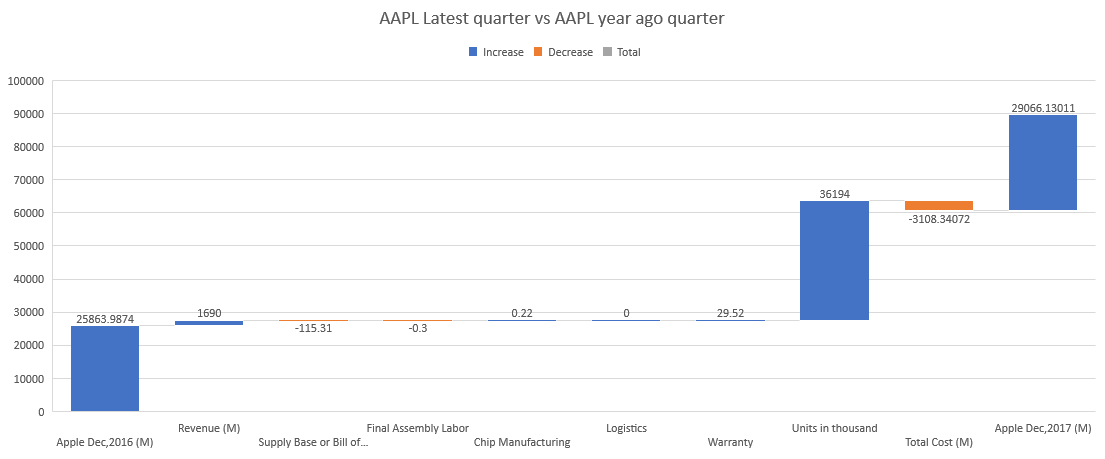 AAPL Latest quarter vs AAPL year ago quarter
Increase Decrease Total
100000
90000
80000
70000
60000
50000
40000
30000
20000
10000
0
25863.9874
1690
-115.31
-0.3
0.22
0
29.52
36194
-3108.34072
29066.13011
Apple Dec,2016 (M)
Revenue (M)
Supply Base or Bill of...
Final Assembly Labor
Chip Manufacturing
Logistics
Warranty
Units in thousand
Total Cost (M)
Apple Dec,2017 (M)